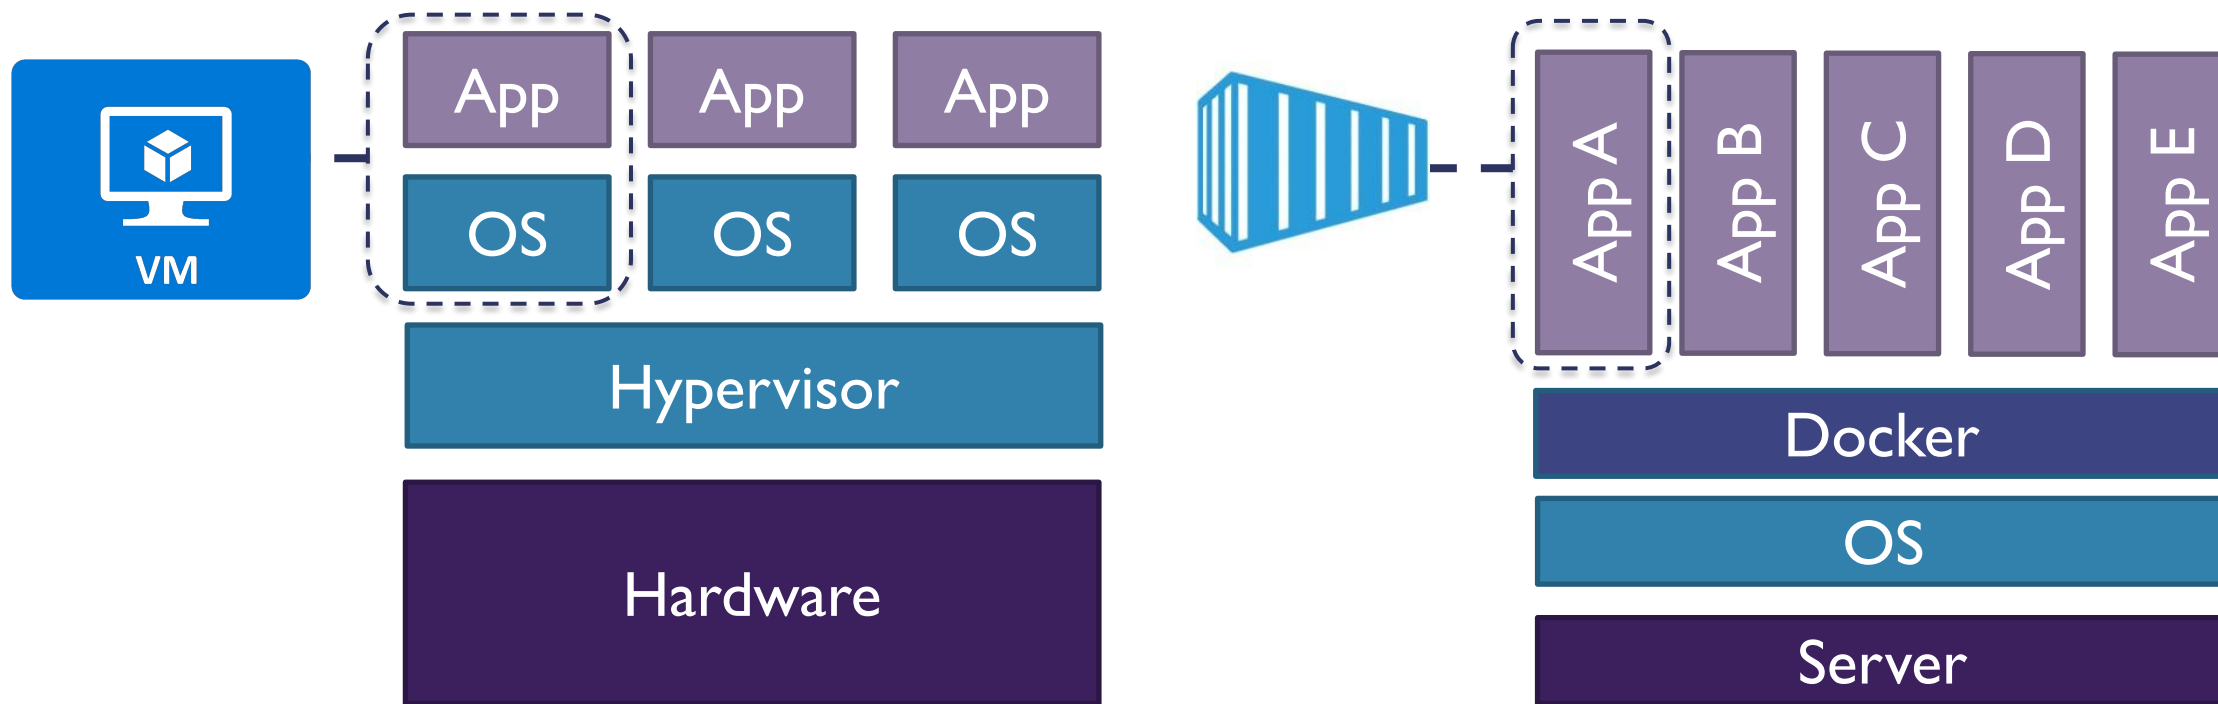 VM
App
App
App
OS
OS
OS
Hypervisor
Hardware
App A
App B
App C
App D
App E
Docker
OS
Server